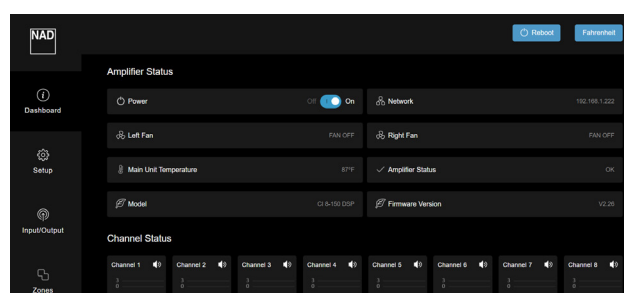 NAD
Reboot
Fahrenheit
Amplifier Status
Dashboard
Power
Off
On
Network
192.168.1.222
Left Fan
FAN OFF
Right Fan
FAN OFF
Setup
Main Unit Temperature
87°F
Amplifier Status
OK
Model
CI 8-150 DSP
Firmware Version
V2.26
Input/Output
Channel Status
Channel 1
Channel 2
Channel 3
Channel 4
Channel 5
Channel 6
Channel 7
Channel 8
Zones